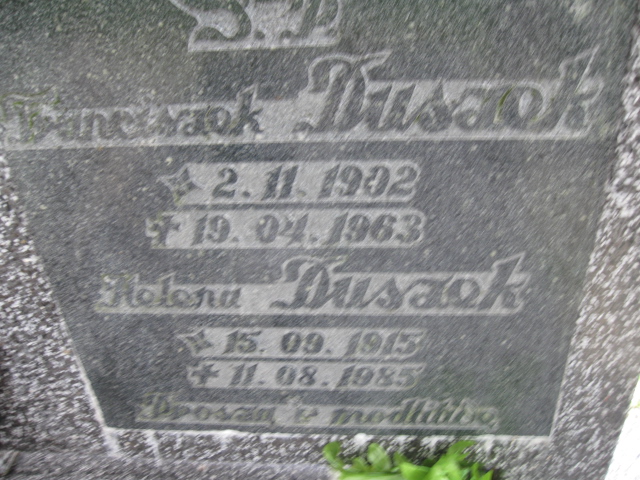 Ś.P.
Franciszek Duszek
2.11.1902
19.04.1963
Helena Duszek
15.09.1915
11.08.1985
Proszą o modlitwę